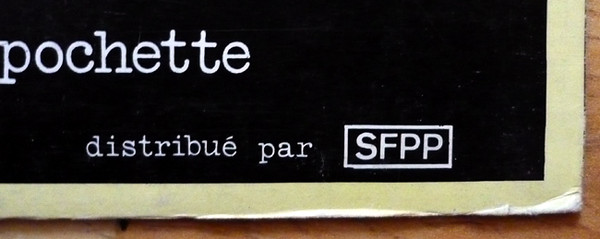 pochette
distribué par SFPP